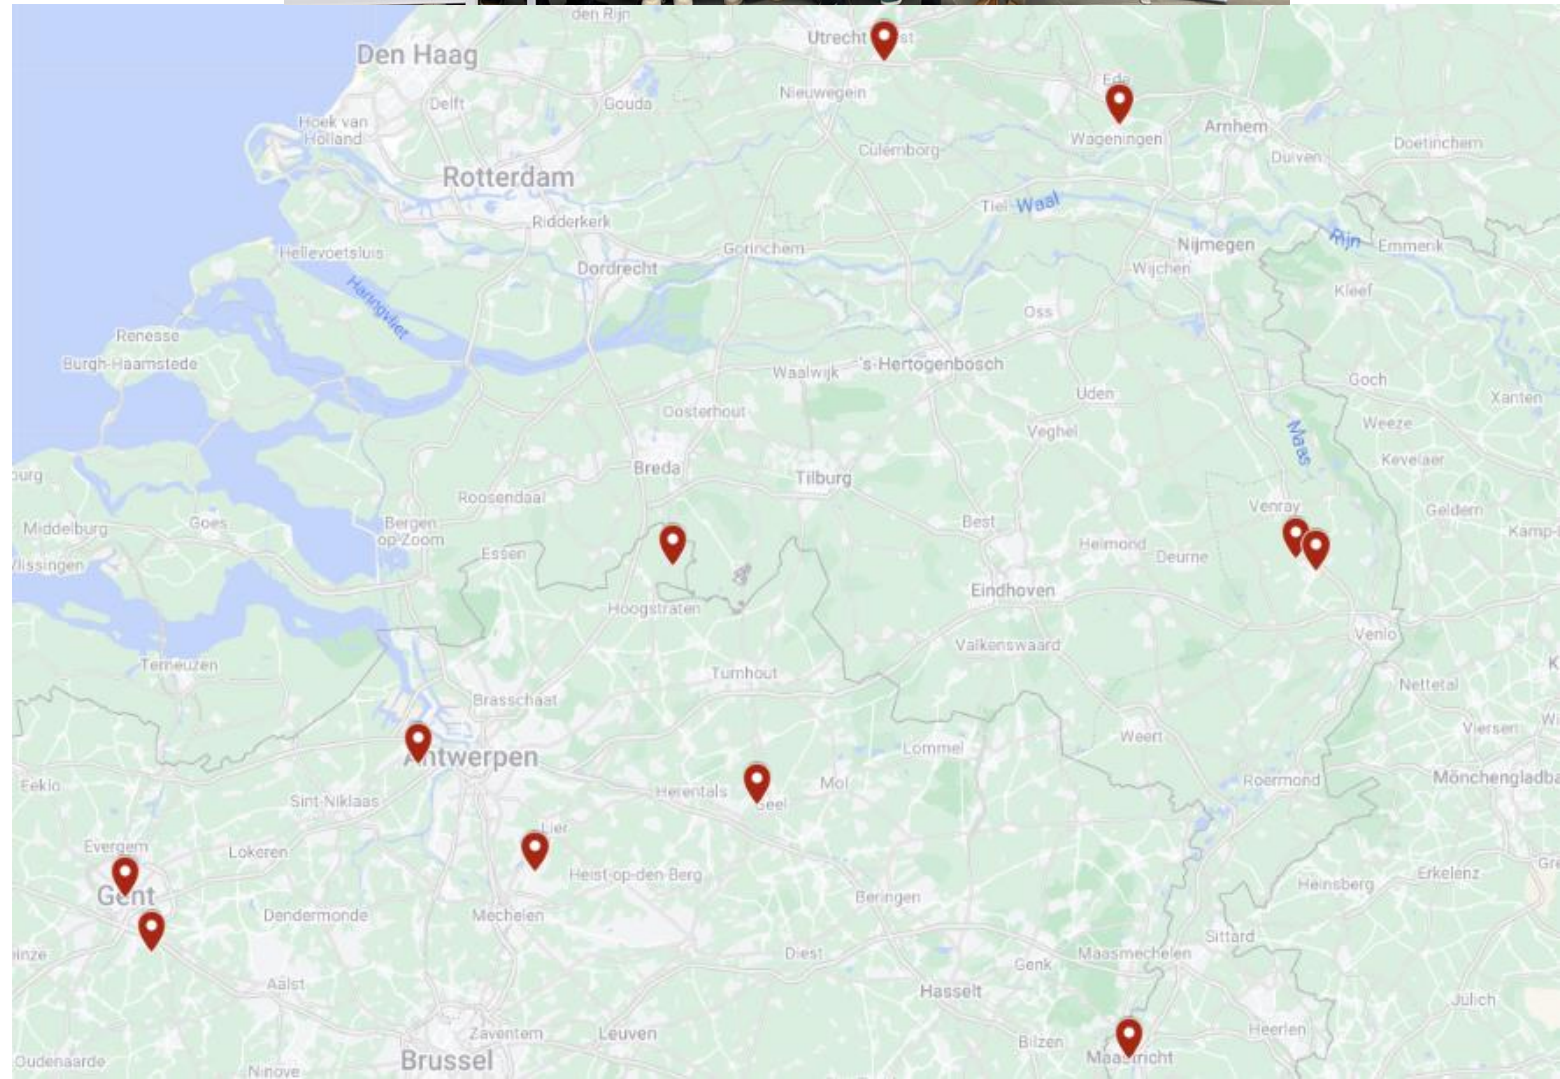 den Rijn
Utrecht
Den Haag
Ede
Nieuwegein
Delft
Gouda
Hoek van
Holland
Arnhem
Wageningen
Doetinchem
Culemborg
Duiven
Rotterdam
Tiel
Waal
Ridderkerk
Rijn
Emmerik
Nijmegen
Hellevoetsluis
Gorinchem
Dordrecht
Wijchen
Haringvliet
Kleef
Oss
Renesse
Burgh-Haamstede
's-Hertogenbosch
Waalwijk
Goch
Uden
Xanten
Oosterhout
Weeze
Veghel
Maas
Breda
Kevelaer
Tilburg
Roosendaal
Venray
Geldern
Middelburg
Goes
Bergen
op Zoom
Best
Kamp-
Helmond
Essen
Deurne
Vlissingen
Eindhoven
Hoogstraten
Venlo
Valkenswaard
Terneuzen
Turnhout
Nettetal
Brasschaat
Viersen
Weert
Lommel
Antwerpen
Mönchengladba
Roermond
Mol
Eeklo
Herentals
Sint-Niklaas
Geel
Lier
Evergem
Lokeren
Heist-op-den-Berg
Erkelenz
Heinsberg
Gent
Beringen
Dendermonde
Mechelen
Sittard
Diest
Maasmechelen
Genk
Aalst
Hasselt
Jülich
Zaventem
Leuven
Heerlen
Bilzen
Maastricht
Brussel
Oudenaarde
Ninove